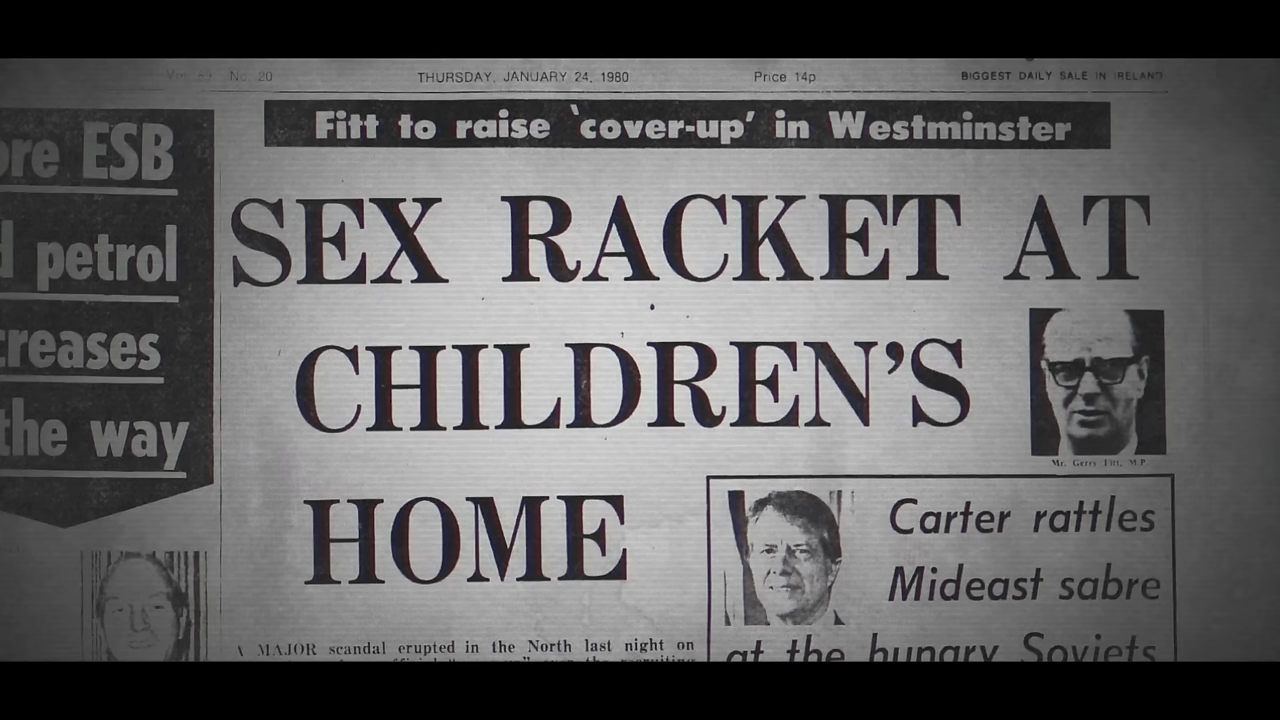 Vol. 89 No. 20
THURSDAY, JANUARY 24, 1980
Price 14p
BIGGEST DAILY SALE IN IRELAND
ore ESB
d petrol
creases
the way
Fitt to raise 'cover-up' in Westminster
SEX RACKET AT
CHILDREN'S
HOME
Mr. Gerry Fitt, M.P.
Carter rattles
Mideast sabre
at the hungry Soviets
A MAJOR scandal erupted in the North last night on